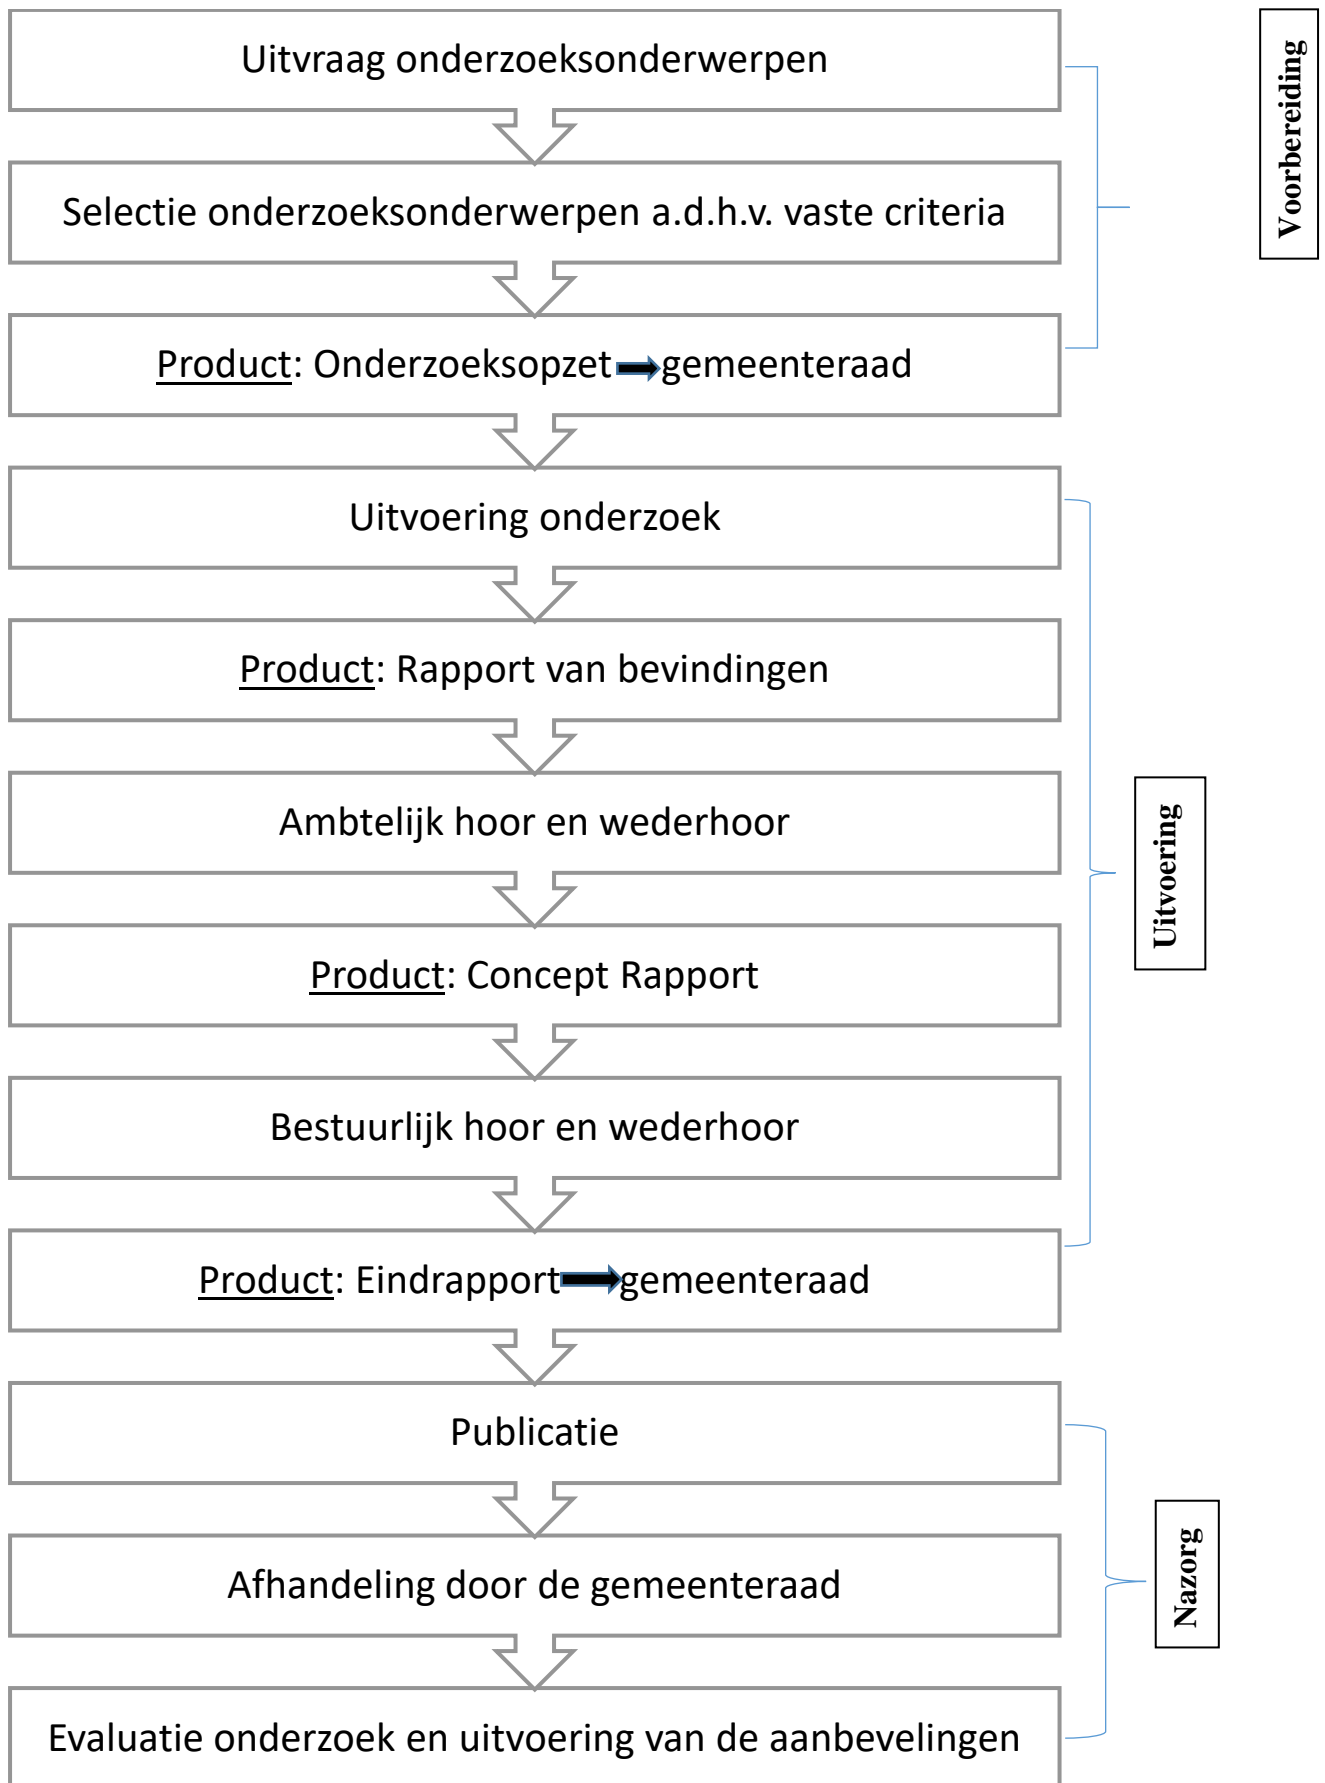 Uitvraag onderzoeksonderwerpen
Voorbereiding
Selectie onderzoeksonderwerpen a.d.h.v. vaste criteria
Product: Onderzoeksopzet gemeenteraad
Uitvoering onderzoek
Product: Rapport van bevindingen
Ambtelijk hoor en wederhoor
Uitvoering
Product: Concept Rapport
Bestuurlijk hoor en wederhoor
Product: Eindrapport gemeenteraad
Publicatie
Afhandeling door de gemeenteraad
Nazorg
Evaluatie onderzoek en uitvoering van de aanbevelingen